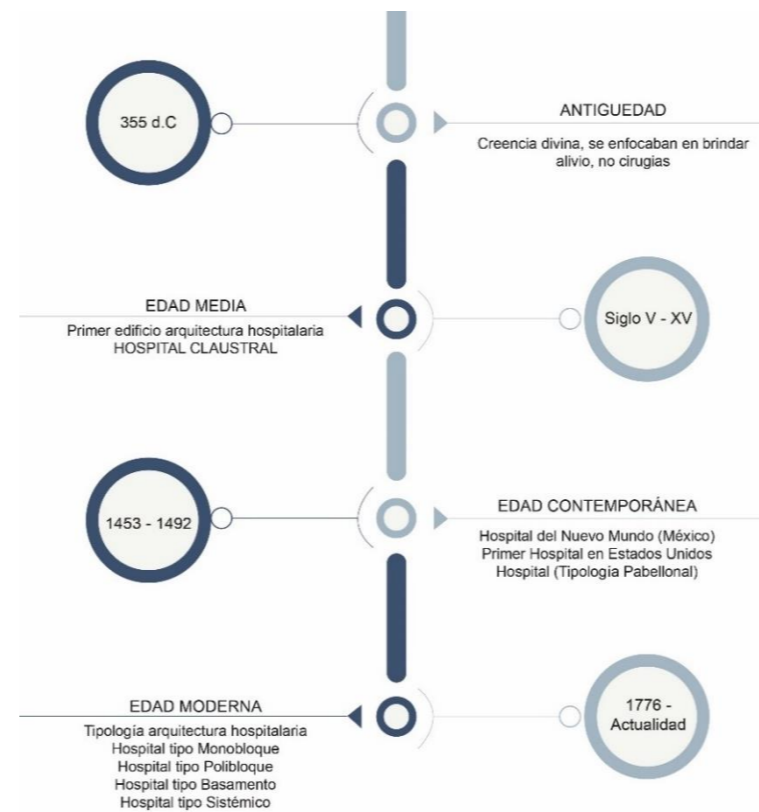 355 d.C
ANTIGUEDAD
Creencia divina, se enfocaban en brindar
alivio, no cirugias
EDAD MEDIA
Primer edificio arquitectura hospitalaria
HOSPITAL CLAUSTRAL
Siglo V - XV
1453 - 1492
EDAD CONTEMPORÁNEA
Hospital del Nuevo Mundo (México)
Primer Hospital en Estados Unidos
Hospital (Tipología Pabellonal)
EDAD MODERNA
Tipología arquitectura hospitalaria
Hospital tipo Monobloque
Hospital tipo Polibloque
Hospital tipo Basamento
Hospital tipo Sistémico
1776 -
Actualidad